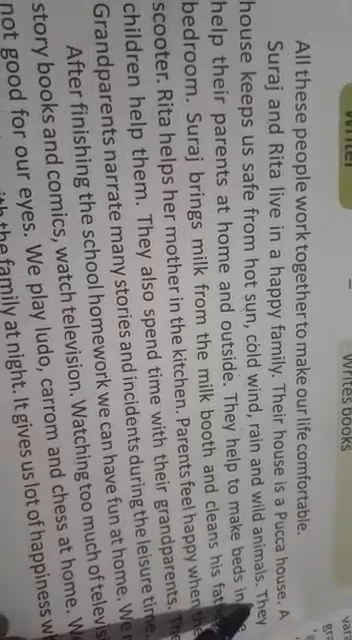 Writer
–
Writes books
All these people work together to make our life comfortable.
Suraj and Rita live in a happy family. Their house is a Pucca house. A
house keeps us safe from hot sun, cold wind, rain and wild animals. They
help their parents at home and outside. They help to make beds in
bedroom. Suraj brings milk from the milk booth and cleans his
scooter. Rita helps her mother in the kitchen. Parents feel happy when
children help them. They also spend time with their grandparents.
Grandparents narrate many stories and incidents during the leisure time.
After finishing the school homework we can have fun at home. We
story books and comics, watch television. Watching too much of
not good for our eyes. We play ludo, carrom and chess at home.
the family at night. It gives us lot of happiness